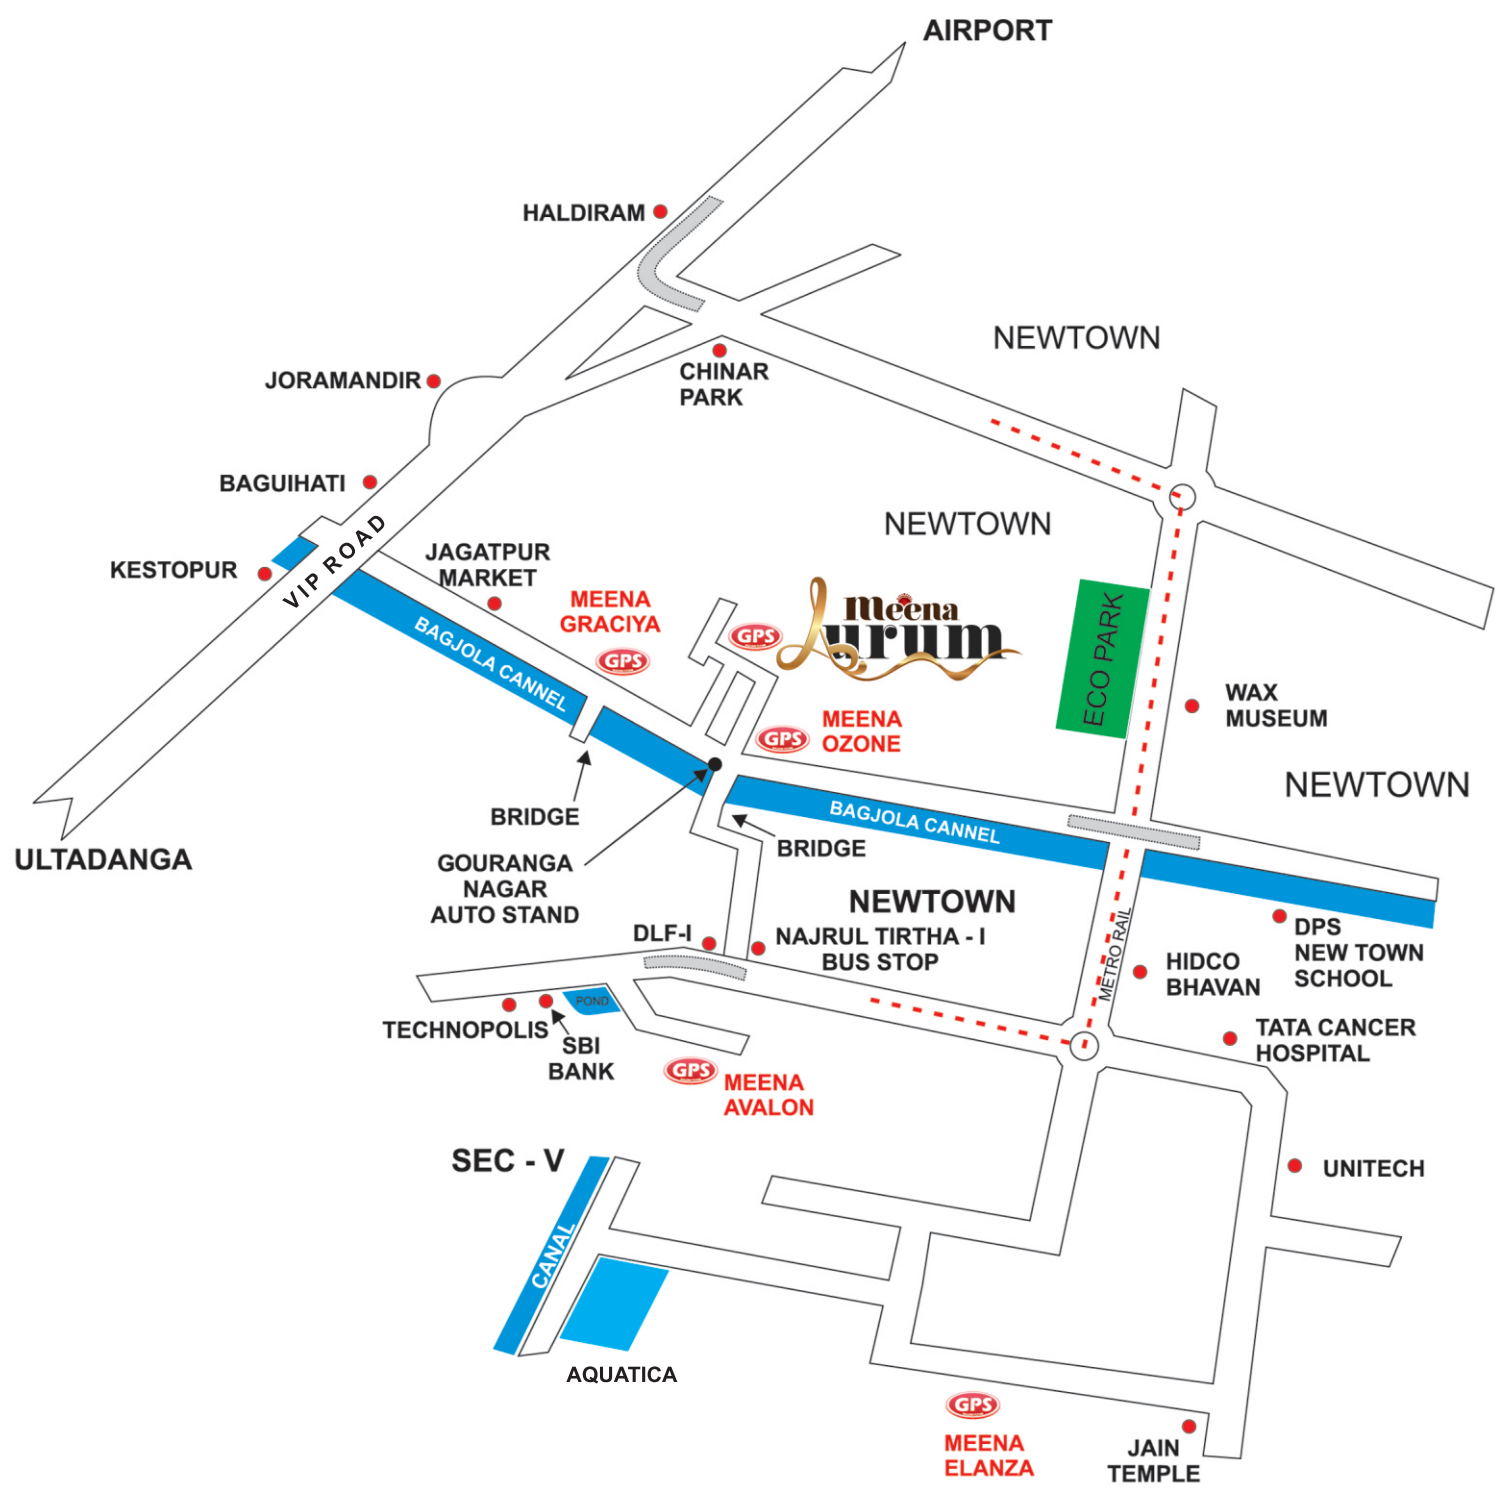 AIRPORT
HALDIRAM
NEWTOWN
CHINAR
PARK
JORAMANDIR
BAGUIHATI
NEWTOWN
VIP ROAD
KESTOPUR
JAGATPUR
MARKET
MEENA
GRACIYA
GPS
GPS
meena
Aurum
ECO PARK
BAGJOLA CANNEL
WAX
MUSEUM
GPS
MEENA
OZONE
NEWTOWN
BRIDGE
BAGJOLA CANNEL
BRIDGE
ULTADANGA
GOURANGA
NAGAR
AUTO STAND
NEWTOWN
DLF-I
NAJRUL TIRTHA - I
BUS STOP
METRO RAIL
DPS
NEW TOWN
SCHOOL
HIDCO
BHAVAN
POND
TECHNOPOLIS
SBI
BANK
TATA CANCER
HOSPITAL
GPS
MEENA
AVALON
SEC - V
UNITECH
CANAL
AQUATICA
GPS
MEENA
ELANZA
JAIN
TEMPLE